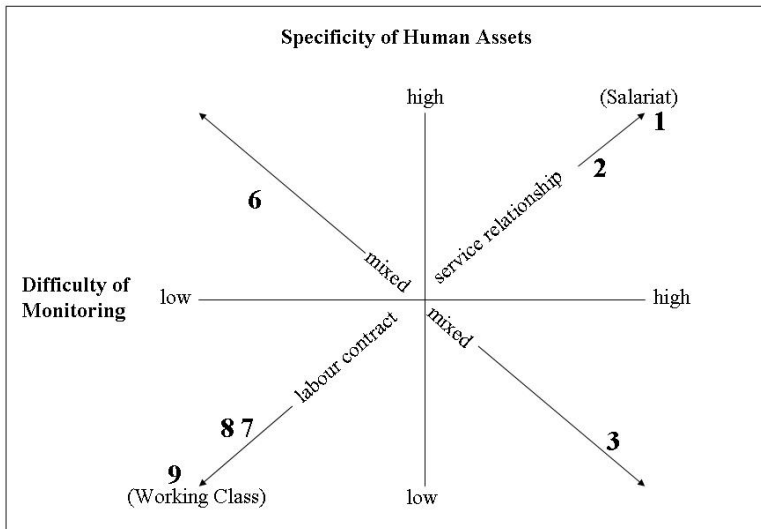 Specificity of Human Assets
high
(Salariat)
1
2
service relationship
6
mixed
Difficulty of
Monitoring
low
high
labour contract
mixed
8 7
3
9
(Working Class)
low